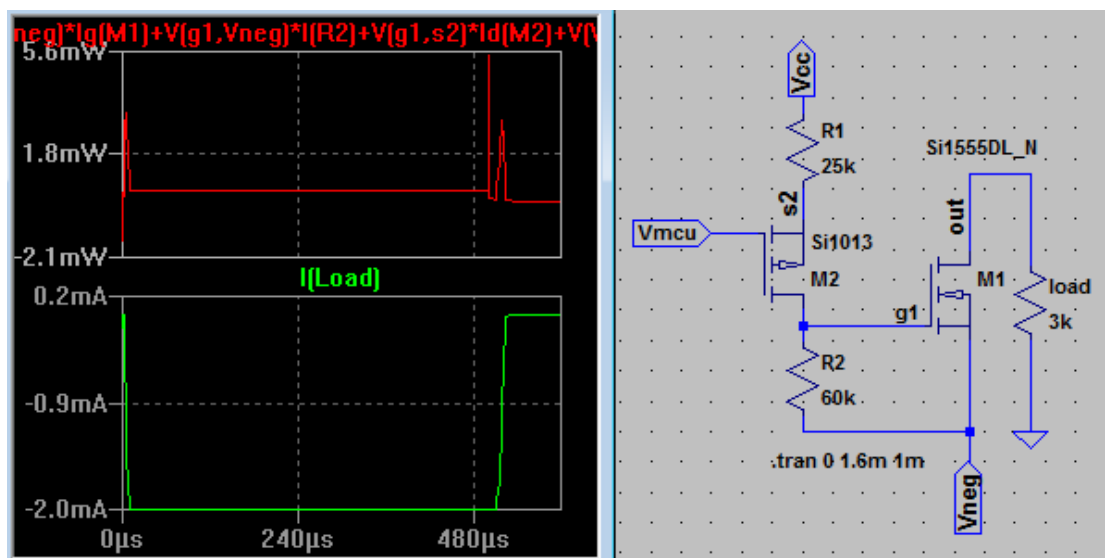 neg)*Ig(M1)+V(g1,Vneg)*I(R2)+V(g1,s2)*Id(M2)+V(V
5.6mW
1.8mW
-2.1mW
I(Load)
0.2mA
-0.9mA
-2.0mA
0µs
240µs
480µs
Vcc
R1
25k
s2
Vmcu
Si1013
M2
g1
R2
60k
.tran 0 1.6m 1m
Si1555DL_N
out
M1
load
3k
Vneg